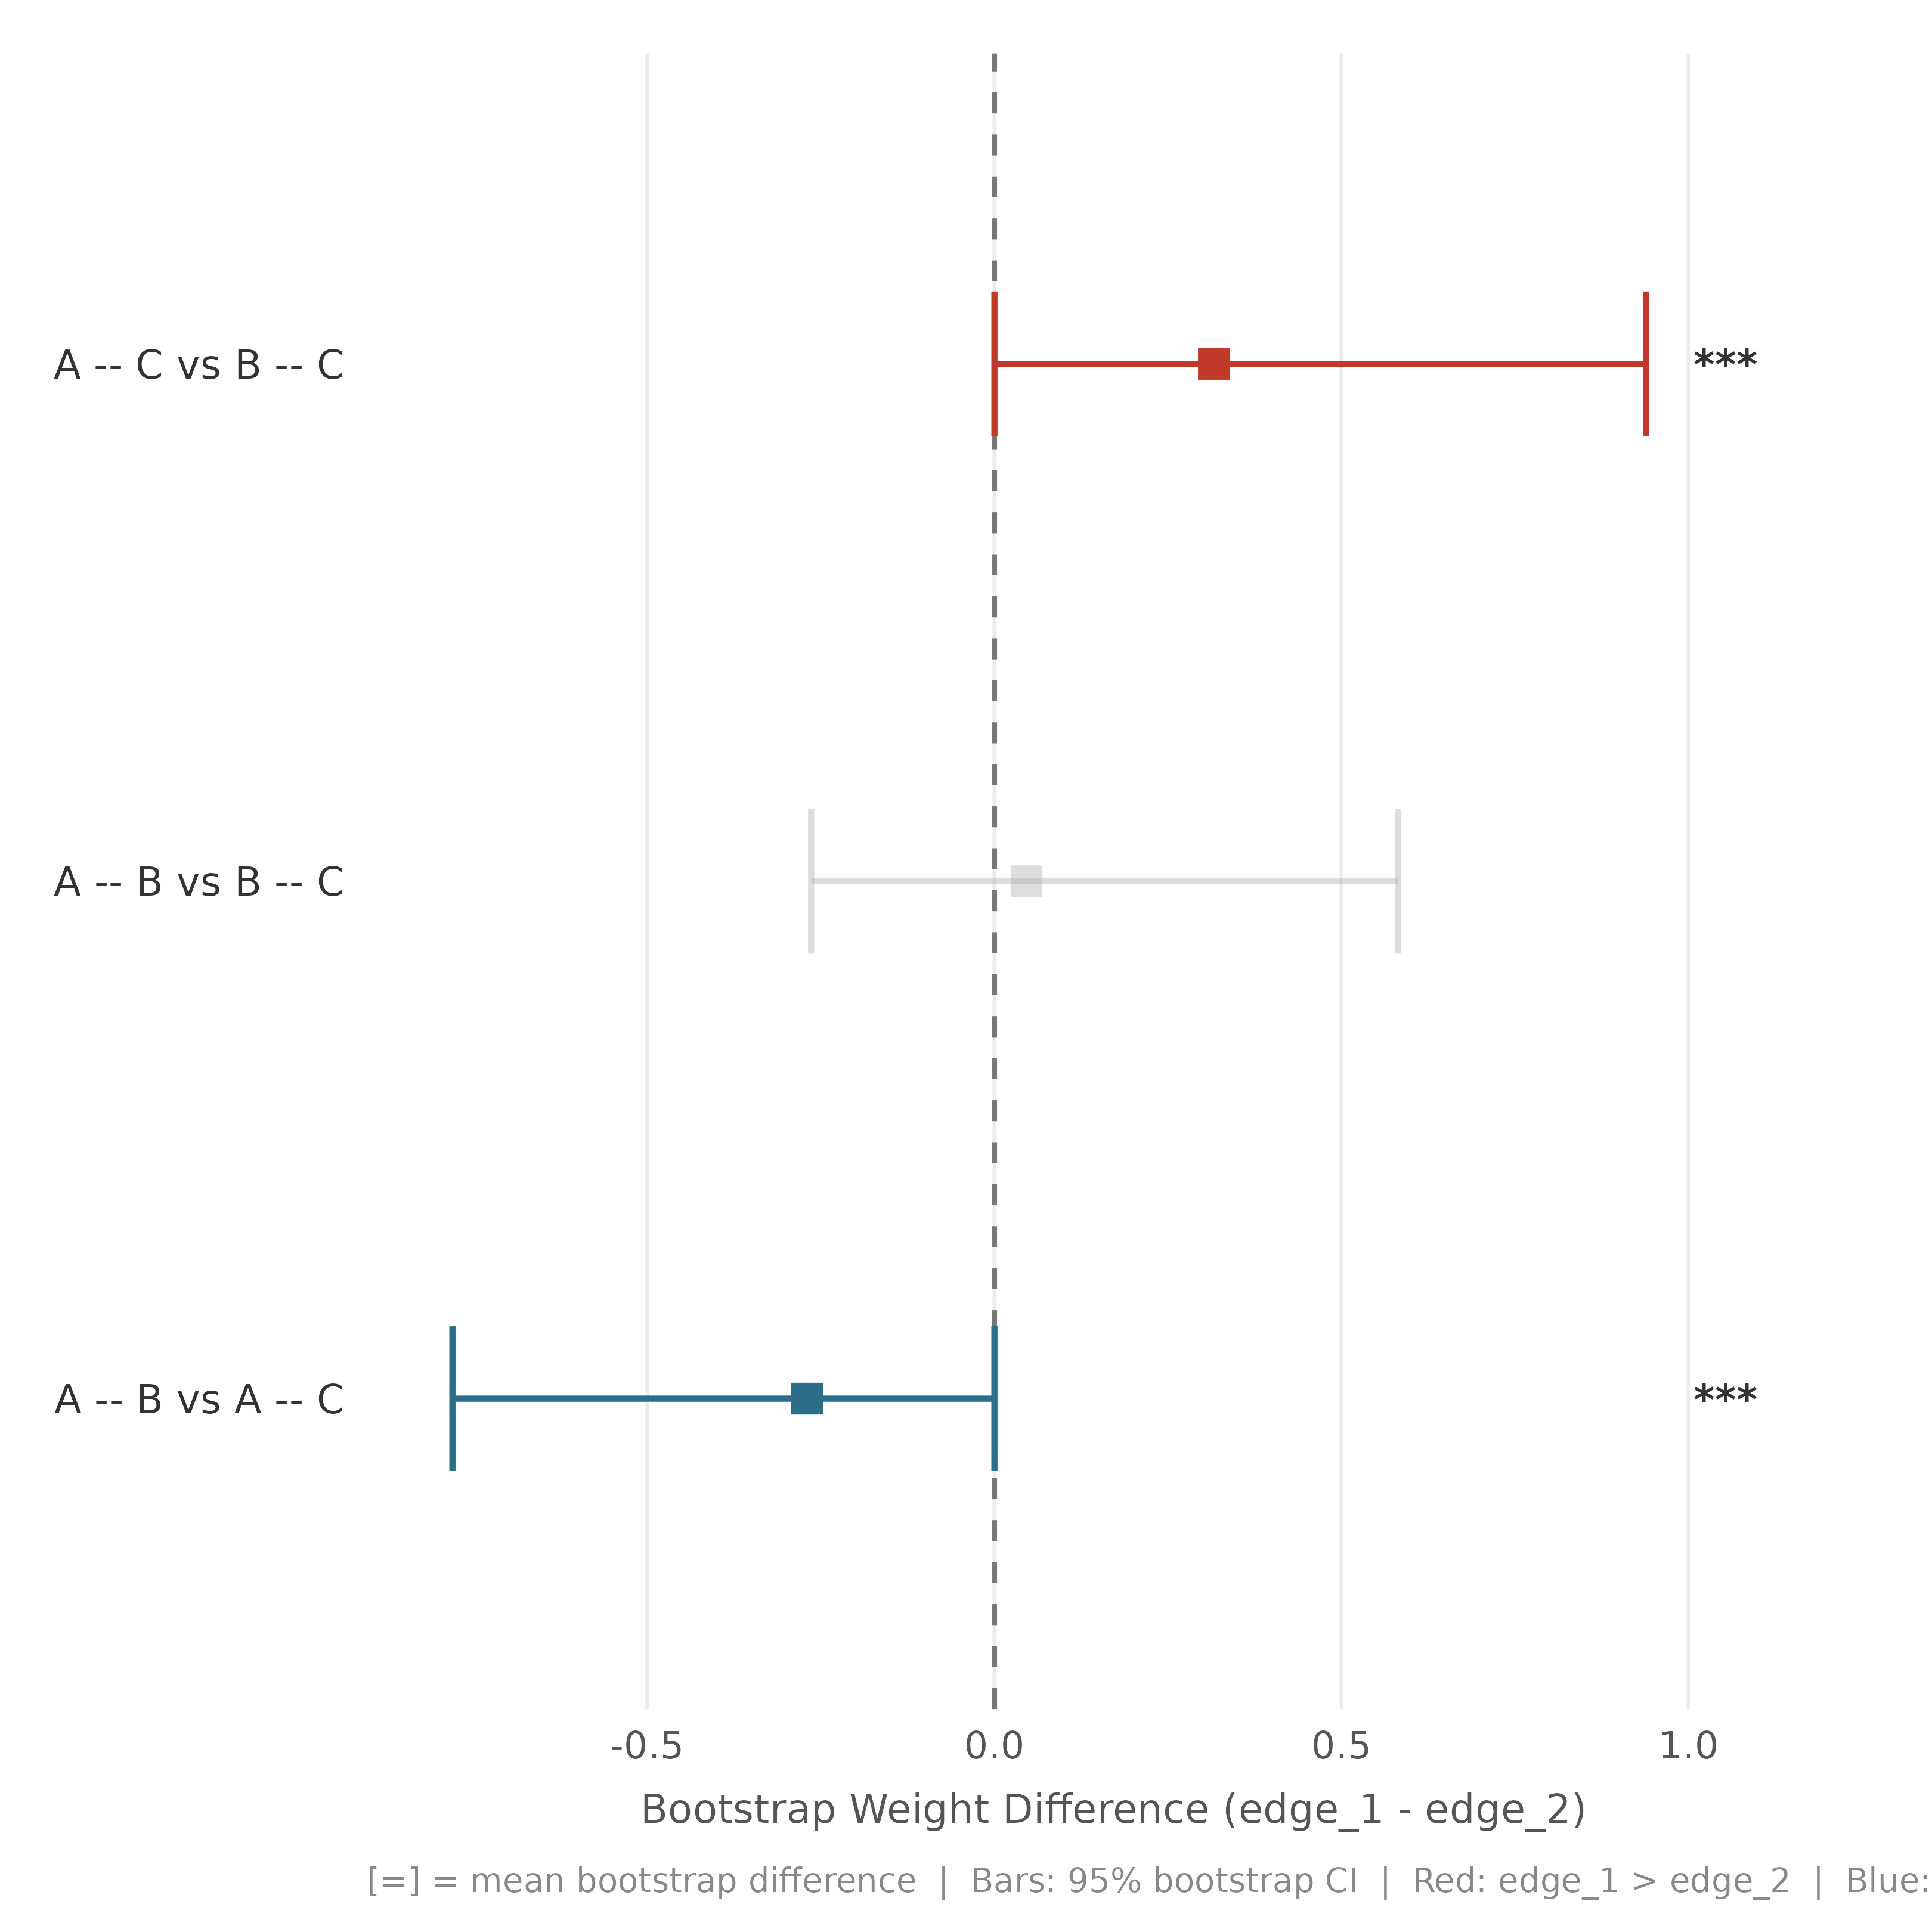 A -- C vs B -- C
***
A -- B vs B -- C
A -- B vs A -- C
***
-0.5 0.0 0.5 1.0
Bootstrap Weight Difference (edge_1 - edge_2)
[=] = mean bootstrap difference | Bars: 95% bootstrap CI | Red: edge_1 > edge_2 | Blue: